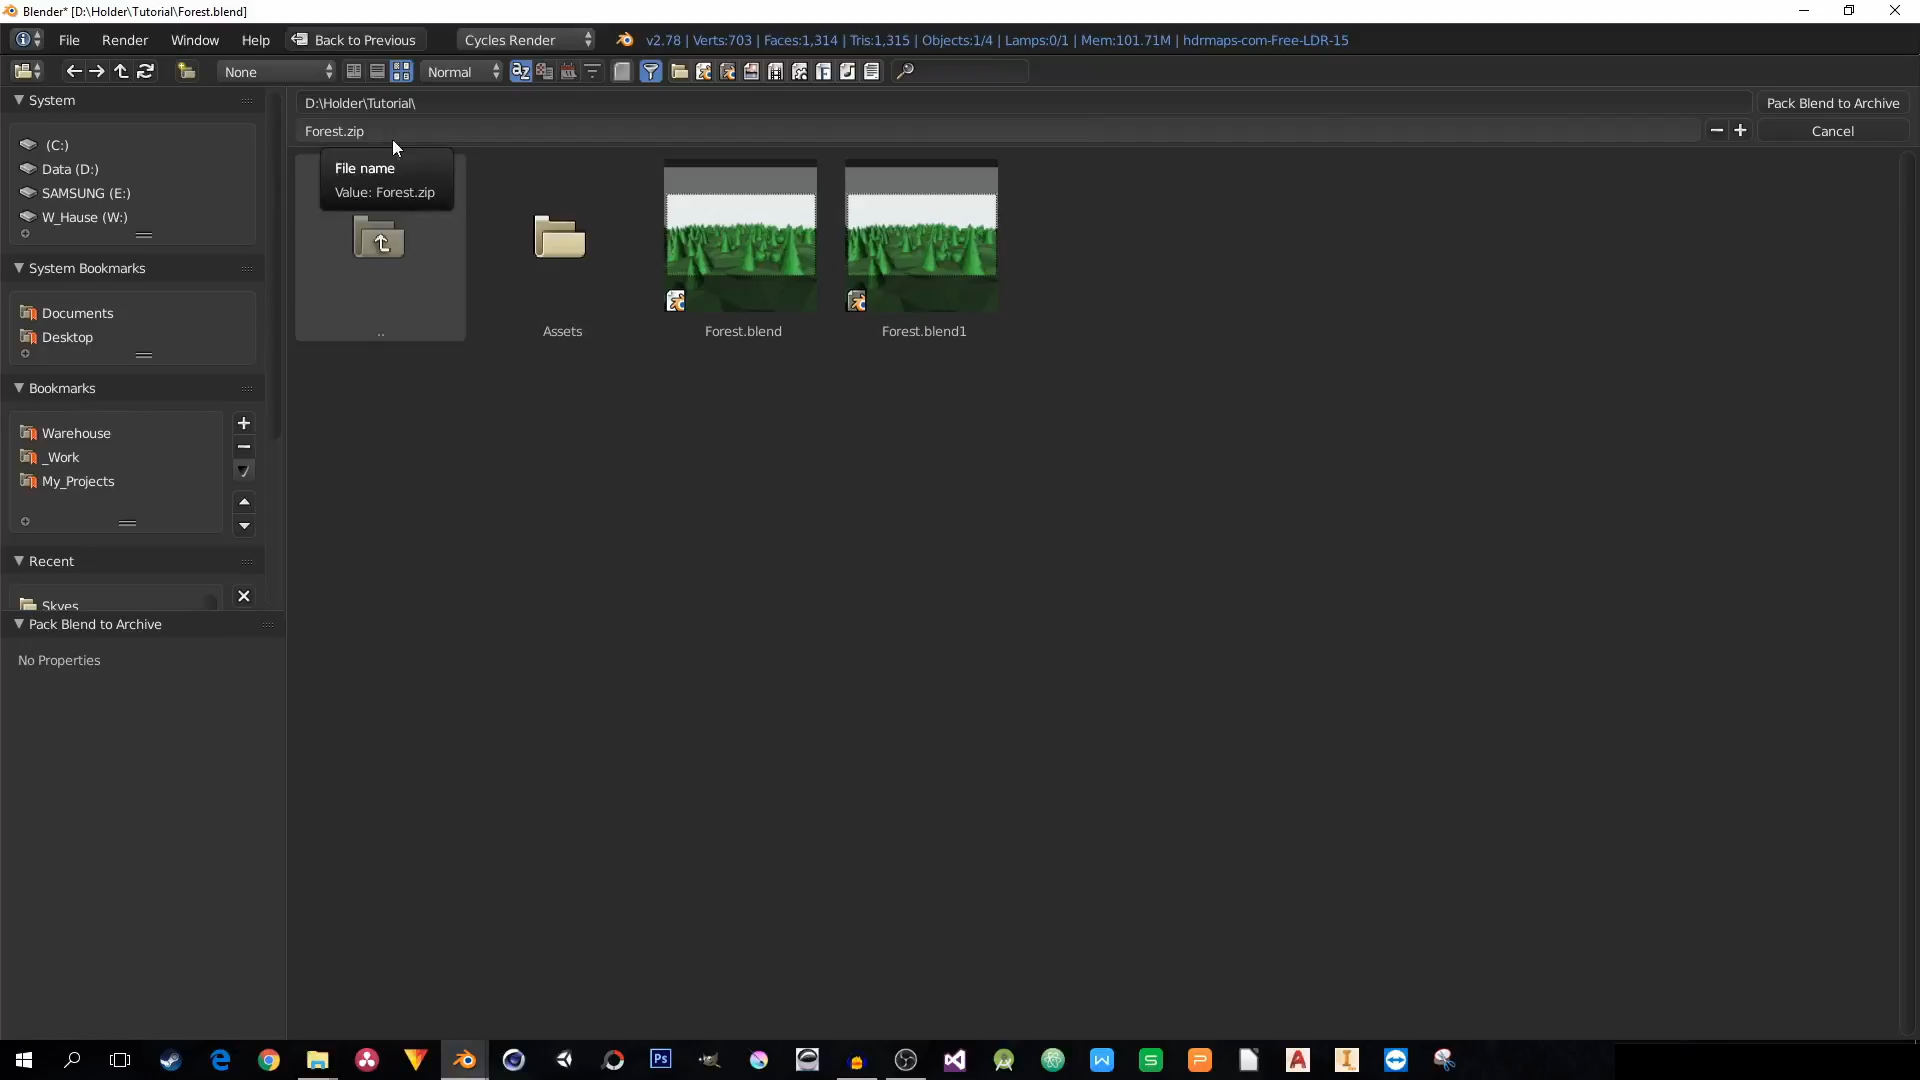 Blender* [D:\Holder\Tutorial\Forest.blend]
File Render Window Help Back to Previous Cycles Render v2.78 | Verts:703 | Faces:1,314 | Tris:1,315 | Objects:1/4 | Lamps:0/1 | Mem:101.71M | hdrmaps-com-Free-LDR-15
None Normal
System
(C:)
Data (D:)
SAMSUNG (E:)
W_Hause (W:)
System Bookmarks
Documents
Desktop
Bookmarks
Warehouse
_Work
My_Projects
Recent
Skyes
Pack Blend to Archive
No Properties
D:\Holder\Tutorial\
Pack Blend to Archive
Forest.zip
Cancel
File name
Value: Forest.zip
..
Assets
Forest.blend
Forest.blend1